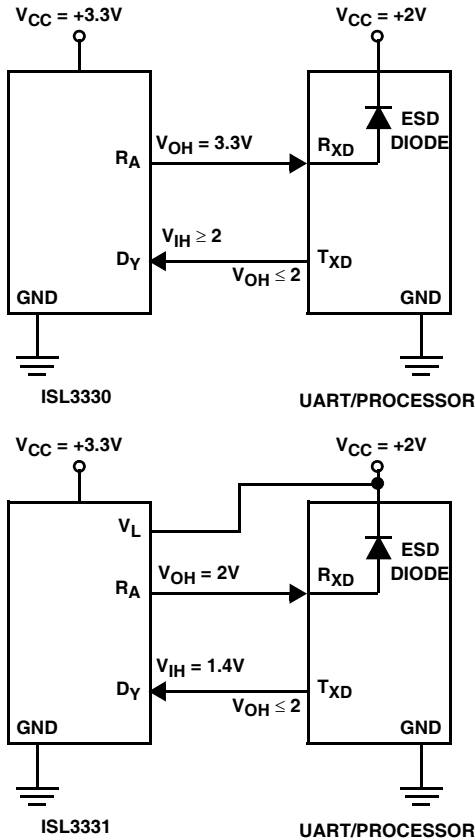 VCC = +3.3V
VCC = +2V
ESD
DIODE
RA
VOH = 3.3V
RXD
VIH ≥ 2
DY
TXD
VOH ≤ 2
GND
GND
ISL3330
UART/PROCESSOR
VCC = +3.3V
VCC = +2V
VL
ESD
DIODE
RA
VOH = 2V
RXD
VIH = 1.4V
DY
TXD
VOH ≤ 2
GND
GND
ISL3331
UART/PROCESSOR